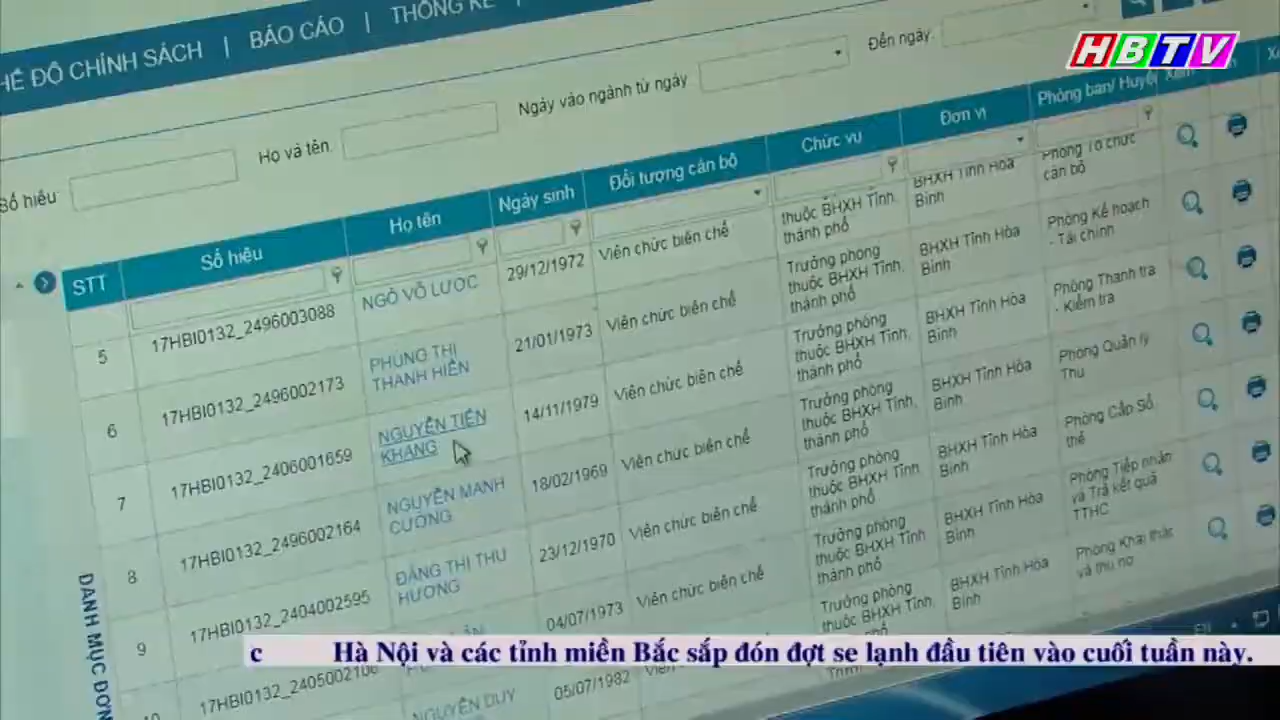 HẾ ĐỘ CHÍNH SÁCH | BÁO CÁO | THỐNG KÊ
HBTV
Số hiệu Họ và tên Ngày vào ngành từ ngày Đến ngày
STT Số hiệu Họ tên Ngày sinh Đối tượng cán bộ Chức vụ Đơn vị Phòng ban/ Huyện Xem
17HBI0132_2496003088 NGÔ VÕ LƯỢC 29/12/1972 Viên chức biên chế
thuộc BHXH Tỉnh,
thành phố
BHXH Tỉnh Hòa
Bình
Phòng Tổ chức
cán bộ
5 17HBI0132_2496002173 PHÙNG THỊ
THANH HIỀN
21/01/1973 Viên chức biên chế
Trưởng phòng
thuộc BHXH Tỉnh,
thành phố
BHXH Tỉnh Hòa
Bình
Phòng Kế hoạch
- Tài chính
6 17HBI0132_2406001659 NGUYỄN TIẾN
KHANG
14/11/1979 Viên chức biên chế
Trưởng phòng
thuộc BHXH Tỉnh,
thành phố
BHXH Tỉnh Hòa
Bình
Phòng Thanh tra
- Kiểm tra
7 17HBI0132_2496002164 NGUYỄN MẠNH
CƯỜNG
18/02/1969 Viên chức biên chế
Trưởng phòng
thuộc BHXH Tỉnh,
thành phố
BHXH Tỉnh Hòa
Bình
Phòng Quản lý
Thu
8 17HBI0132_2404002595 ĐẶNG THỊ THU
HƯƠNG
23/12/1970 Viên chức biên chế
Trưởng phòng
thuộc BHXH Tỉnh,
thành phố
BHXH Tỉnh Hòa
Bình
Phòng Cấp Sổ,
thẻ
9 04/07/1973 Viên chức biên chế
Trưởng phòng
thuộc BHXH Tỉnh,
thành phố
BHXH Tỉnh Hòa
Bình
Phòng Tiếp nhận
và Trả kết quả
TTHC
10 NGUYỄN DUY 05/07/1982
Trưởng phòng
thuộc BHXH Tỉnh,
BHXH Tỉnh Hòa
Bình
Phòng Khai thác
và thu nợ
DANH MỤC ĐƠN
c Hà Nội và các tỉnh miền Bắc sắp đón đợt se lạnh đầu tiên vào cuối tuần này.